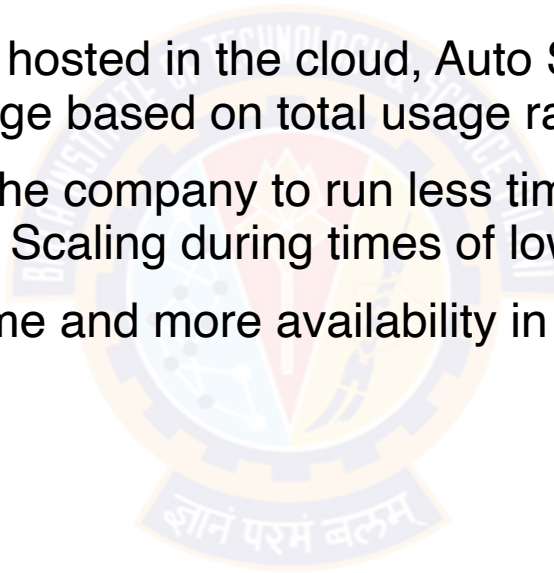 hosted in the cloud, Auto S
ge based on total usage ra
he company to run less tim
Scaling during times of low
me and more availability in
ज्ञानं परमं बलम्